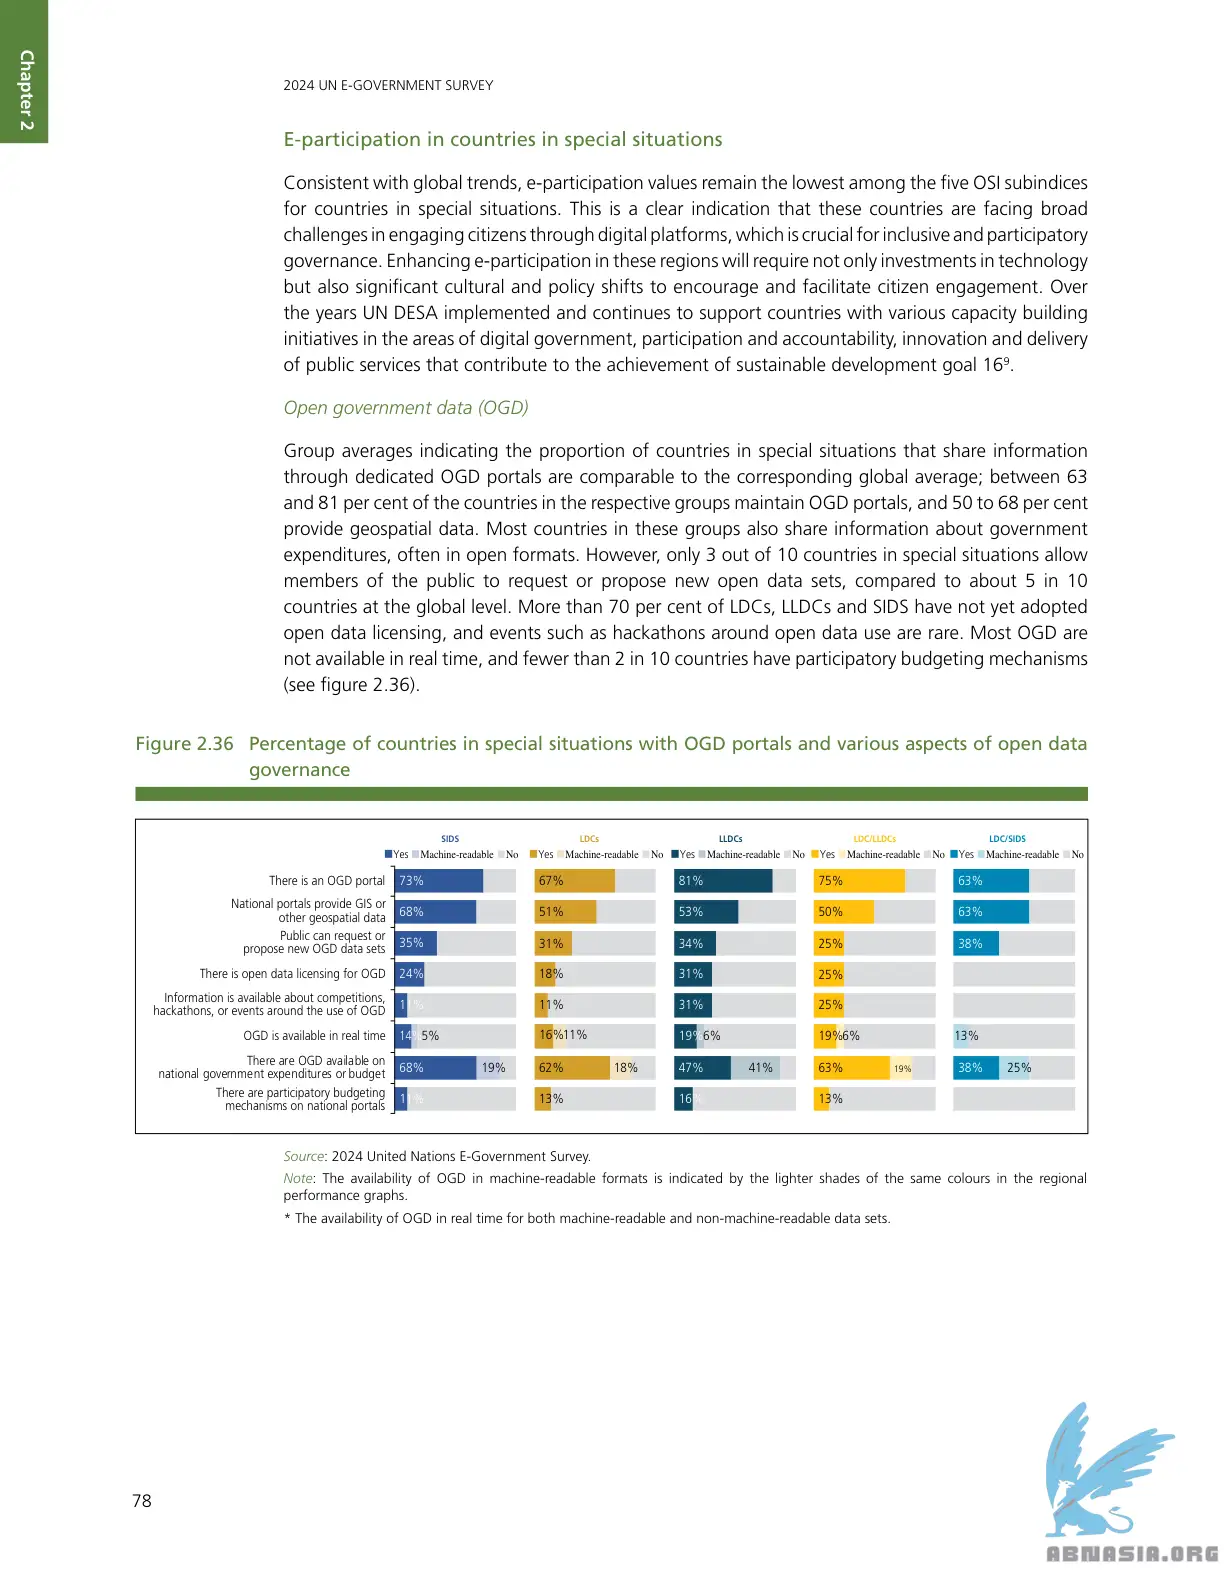 Chapter 2
2024 UN E-GOVERNMENT SURVEY
E-participation in countries in special situations
Consistent with global trends, e-participation values remain the lowest among the five OSI subindices
for countries in special situations. This is a clear indication that these countries are facing broad
challenges in engaging citizens through digital platforms, which is crucial for inclusive and participatory
governance. Enhancing e-participation in these regions will require not only investments in technology
but also significant cultural and policy shifts to encourage and facilitate citizen engagement. Over
the years UN DESA implemented and continues to support countries with various capacity building
initiatives in the areas of digital government, participation and accountability, innovation and delivery
of public services that contribute to the achievement of sustainable development goal 16⁹.
Open government data (OGD)
Group averages indicating the proportion of countries in special situations that share information
through dedicated OGD portals are comparable to the corresponding global average; between 63
and 81 per cent of the countries in the respective groups maintain OGD portals, and 50 to 68 per cent
provide geospatial data. Most countries in these groups also share information about government
expenditures, often in open formats. However, only 3 out of 10 countries in special situations allow
members of the public to request or propose new open data sets, compared to about 5 in 10
countries at the global level. More than 70 per cent of LDCs, LLDCs and SIDS have not yet adopted
open data licensing, and events such as hackathons around open data use are rare. Most OGD are
not available in real time, and fewer than 2 in 10 countries have participatory budgeting mechanisms
(see figure 2.36).
Figure 2.36 Percentage of countries in special situations with OGD portals and various aspects of open data
governance
SIDS LDCs LLDCs LDC/LLDCs LDC/SIDS
Yes Machine-readable No Yes Machine-readable No Yes Machine-readable No Yes Machine-readable No Yes Machine-readable No
There is an OGD portal 73% 67% 81% 75% 63%
National portals provide GIS or
other geospatial data 68% 51% 53% 50% 63%
Public can request or
propose new OGD data sets 35% 31% 34% 25% 38%
There is open data licensing for OGD 24% 18% 31% 25%
Information is available about competitions,
hackathons, or events around the use of OGD 11% 11% 31% 25%
OGD is available in real time 14% 5% 16% 11% 19% 6% 19% 6% 13%
There are OGD available on
national government expenditures or budget 68% 19% 62% 18% 47% 41% 63% 19% 38% 25%
There are participatory budgeting
mechanisms on national portals 11% 13% 16% 13%
Source: 2024 United Nations E-Government Survey.
Note: The availability of OGD in machine-readable formats is indicated by the lighter shades of the same colours in the regional
performance graphs.
* The availability of OGD in real time for both machine-readable and non-machine-readable data sets.
78
ABNASIA.ORG